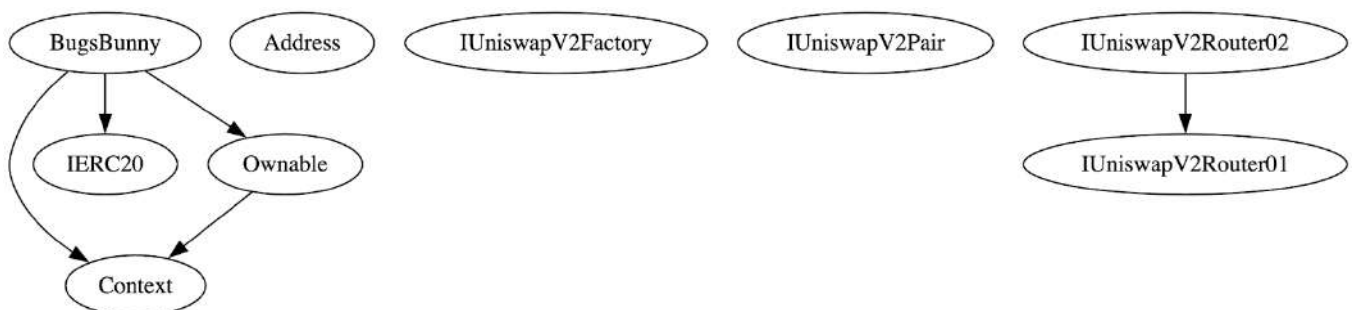 BugsBunny
Address
IUniswapV2Factory
IUniswapV2Pair
IUniswapV2Router02
IERC20
Ownable
IUniswapV2Router01
Context